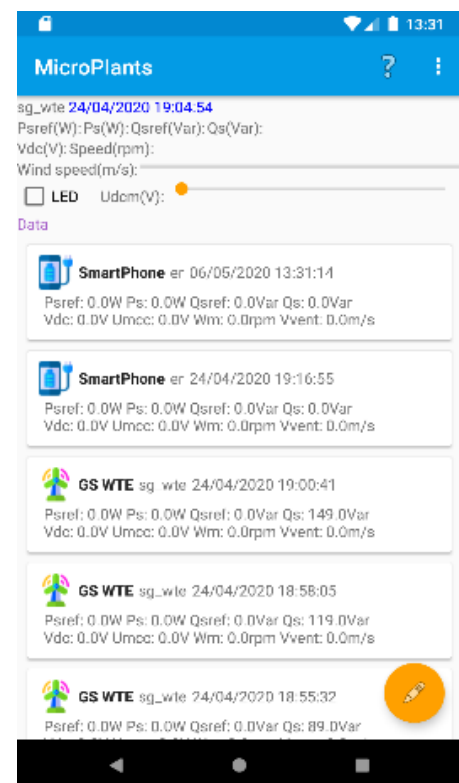 13:31
MicroPlants
?
sg_wte 24/04/2020 19:04:54
Psref(W): Ps(W): Qsref(Var): Qs(Var):
Vdc(V): Speed(rpm):
Wind speed(m/s):
LED Udcm(V):
Data
SmartPhone er 06/05/2020 13:31:14
Psref: 0.0W Ps: 0.0W Qsref: 0.0Var Qs: 0.0Var
Vdc: 0.0V Umcc: 0.0V Wm: 0.0rpm Vvent: 0.0m/s
SmartPhone er 24/04/2020 19:16:55
Psref: 0.0W Ps: 0.0W Qsref: 0.0Var Qs: 0.0Var
Vdc: 0.0V Umcc: 0.0V Wm: 0.0rpm Vvent: 0.0m/s
GS WTE sg_wte 24/04/2020 19:00:41
Psref: 0.0W Ps: 0.0W Qsref: 0.0Var Qs: 149.0Var
Vdc: 0.0V Umcc: 0.0V Wm: 0.0rpm Vvent: 0.0m/s
GS WTE sg_wte 24/04/2020 18:58:05
Psref: 0.0W Ps: 0.0W Qsref: 0.0Var Qs: 119.0Var
Vdc: 0.0V Umcc: 0.0V Wm: 0.0rpm Vvent: 0.0m/s
GS WTE sg_wte 24/04/2020 18:55:32
Psref: 0.0W Ps: 0.0W Qsref: 0.0Var Qs: 89.0Var